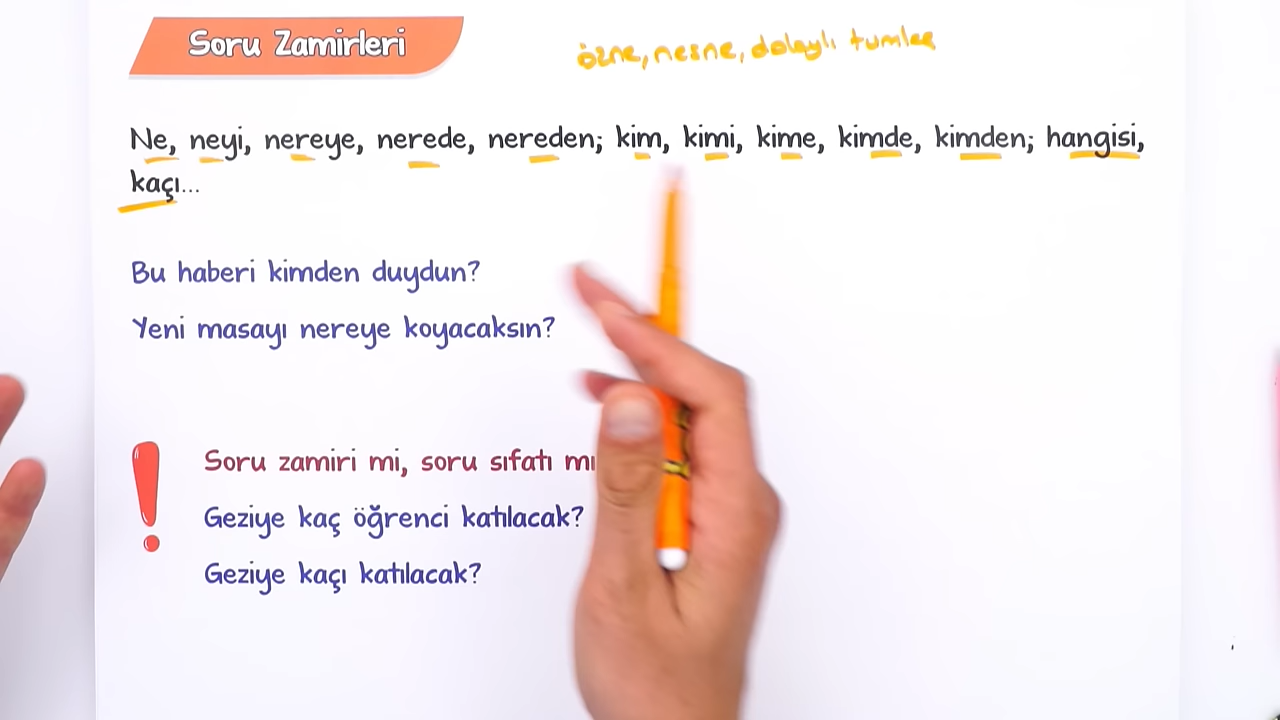 Soru Zamirleri
özne, nesne, dolaylı tümleç
Ne, neyi, nereye, nerede, nereden; kim, kimi, kime, kimde, kimden; hangisi,
kaçı...
Bu haberi kimden duydun?
Yeni masayı nereye koyacaksın?
Soru zamiri mi, soru sıfatı mı
Geziye kaç öğrenci katılacak?
Geziye kaçı katılacak?